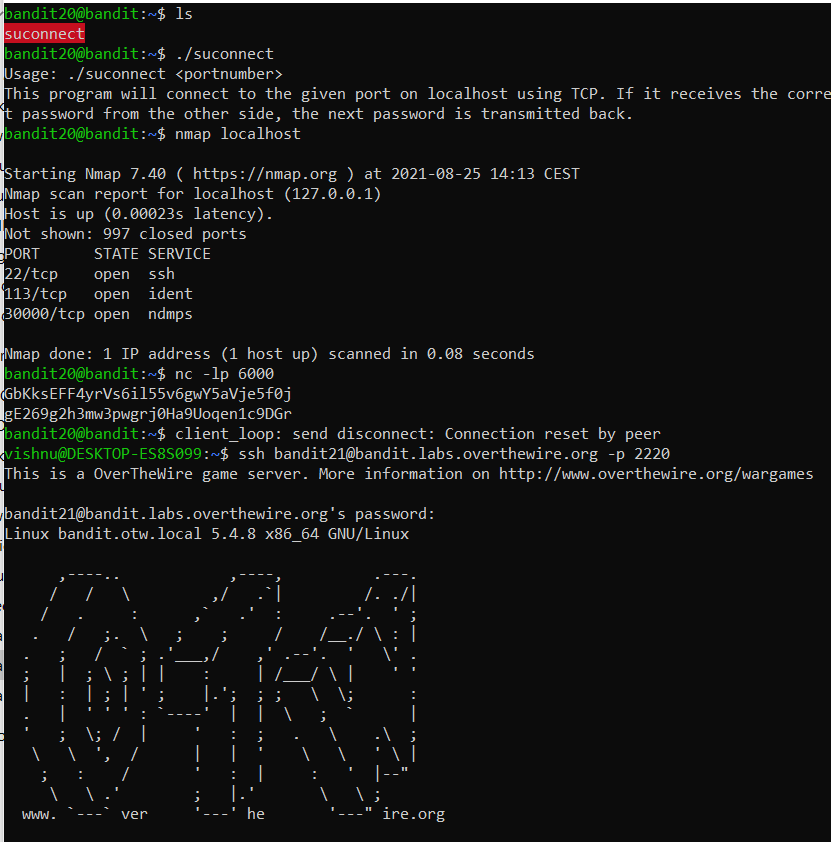 bandit20@bandit:~$ ls
suconnect
bandit20@bandit:~$ ./suconnect
Usage: ./suconnect <portnumber>
This program will connect to the given port on localhost using TCP. If it receives the corre
t password from the other side, the next password is transmitted back.
bandit20@bandit:~$ nmap localhost

Starting Nmap 7.40 ( https://nmap.org ) at 2021-08-25 14:13 CEST
Nmap scan report for localhost (127.0.0.1)
Host is up (0.00023s latency).
Not shown: 997 closed ports
PORT      STATE SERVICE
22/tcp    open  ssh
113/tcp   open  ident
30000/tcp open  ndmps

Nmap done: 1 IP address (1 host up) scanned in 0.08 seconds
bandit20@bandit:~$ nc -lp 6000
GbKksEFF4yrVs6il55v6gwY5aVje5f0j
gE269g2h3mw3pwgrj0Ha9Uoqen1c9DGr
bandit20@bandit:~$ client_loop: send disconnect: Connection reset by peer
vishnu@DESKTOP-ES8S099:~$ ssh bandit21@bandit.labs.overthewire.org -p 2220
This is a OverTheWire game server. More information on http://www.overthewire.org/wargames

bandit21@bandit.labs.overthewire.org's password:
Linux bandit.otw.local 5.4.8 x86_64 GNU/Linux

www. `---` ver     '---' he       '---" ire.org